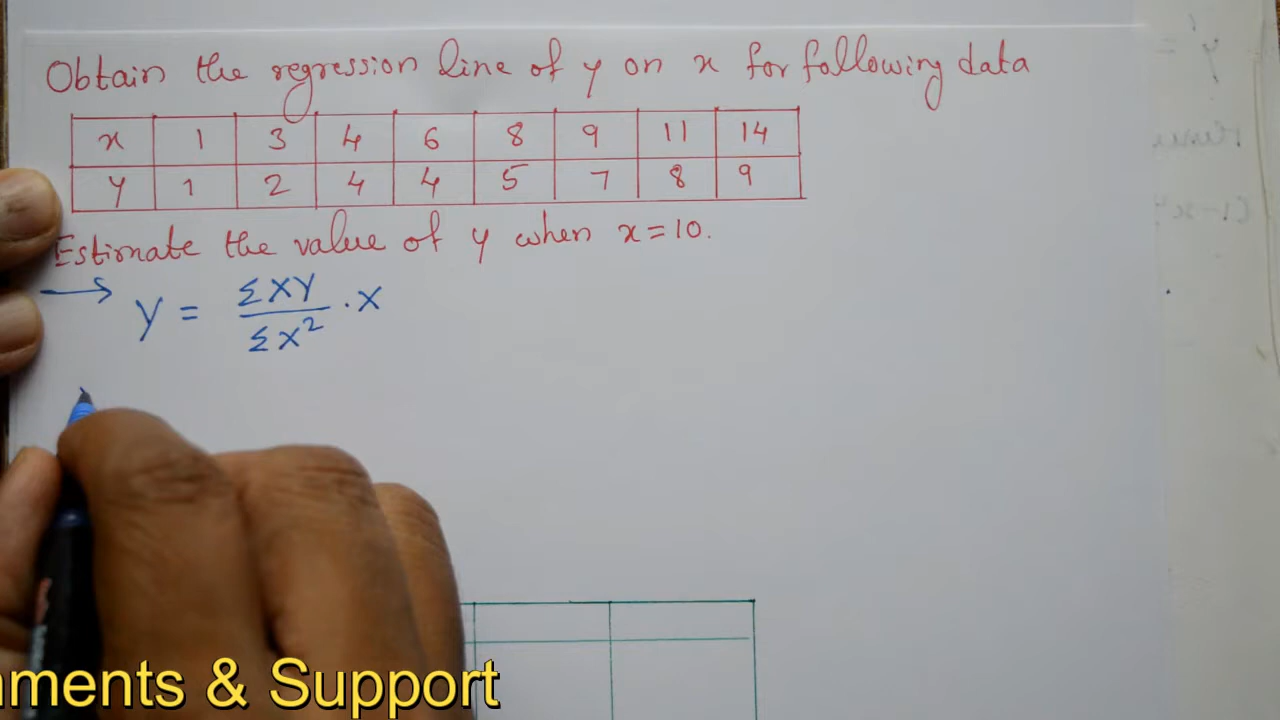 Obtain the regression line of y on x for following data
x 1 3 4 6 8 9 11 14
y 1 2 4 4 5 7 8 9
Estimate the value of y when x=10.
→ Y = ΣXY / ΣX² · X
& Support